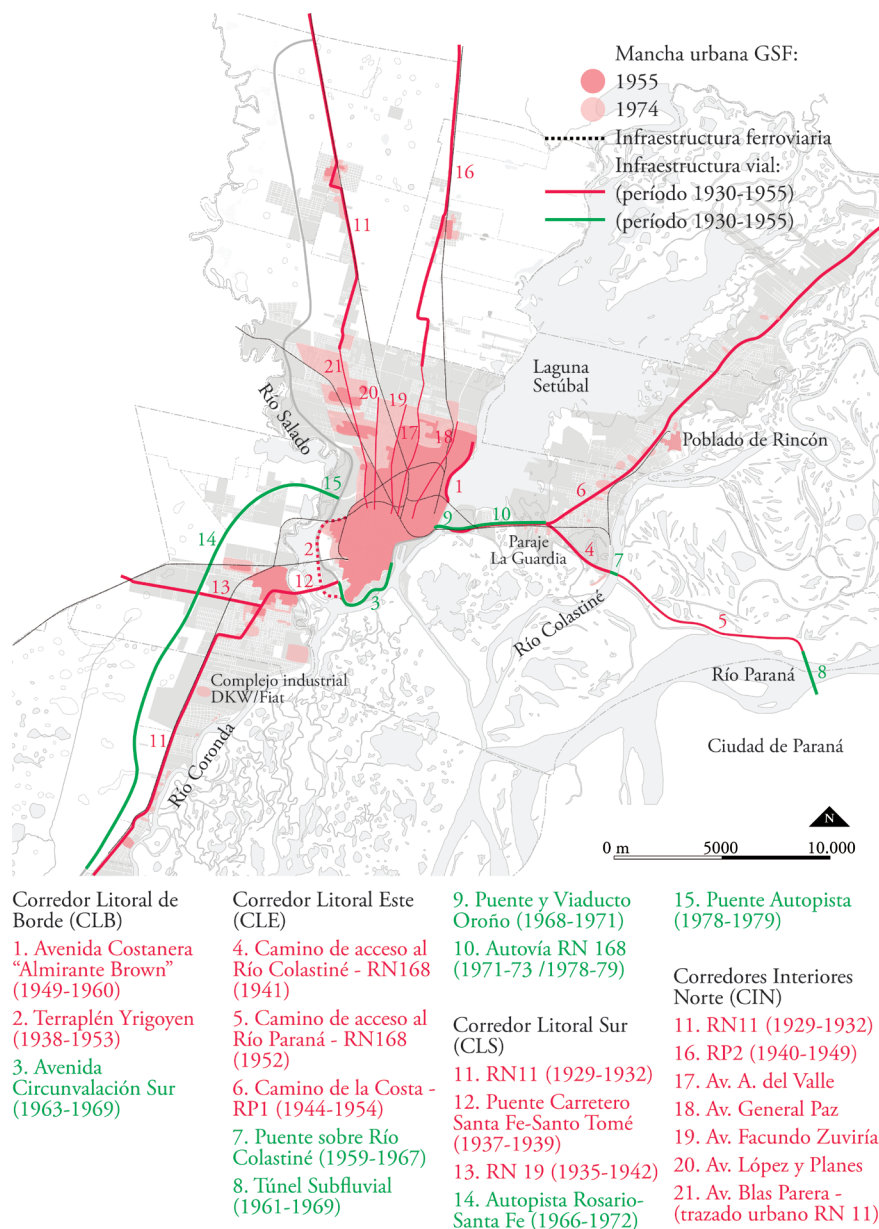 Mancha urbana GSF:
1955
1974
Infraestructura ferroviaria
Infraestructura vial:
(período 1930-1955)
(período 1930-1955)
16
11
Laguna
Setúbal
21
20
19
17
18
Río Salado
Poblado de Rincón
15
1
6
9
10
14
2
Paraje
La Guardia
4
7
13
12
3
Río Colastiné
5
Complejo industrial
DKW/Fiat
Río Paraná
8
11
Río Coronda
Ciudad de Paraná
N
0 m 5000 10.000
Corredor Litoral de
Borde (CLB)
1. Avenida Costanera
“Almirante Brown”
(1949-1960)
2. Terraplén Yrigoyen
(1938-1953)
3. Avenida
Circunvalación Sur
(1963-1969)
Corredor Litoral Este
(CLE)
4. Camino de acceso al
Río Colastiné - RN168
(1941)
5. Camino de acceso al
Río Paraná - RN168
(1952)
6. Camino de la Costa -
RP1 (1944-1954)
7. Puente sobre Río
Colastiné (1959-1967)
8. Túnel Subfluvial
(1961-1969)
9. Puente y Viaducto
Oroño (1968-1971)
10. Autovía RN 168
(1971-73 /1978-79)
Corredor Litoral Sur
(CLS)
11. RN11 (1929-1932)
12. Puente Carretero
Santa Fe-Santo Tomé
(1937-1939)
13. RN 19 (1935-1942)
14. Autopista Rosario-
Santa Fe (1966-1972)
15. Puente Autopista
(1978-1979)
Corredores Interiores
Norte (CIN)
11. RN11 (1929-1932)
16. RP2 (1940-1949)
17. Av. A. del Valle
18. Av. General Paz
19. Av. Facundo Zuviría
20. Av. López y Planes
21. Av. Blas Parera -
(trazado urbano RN 11)